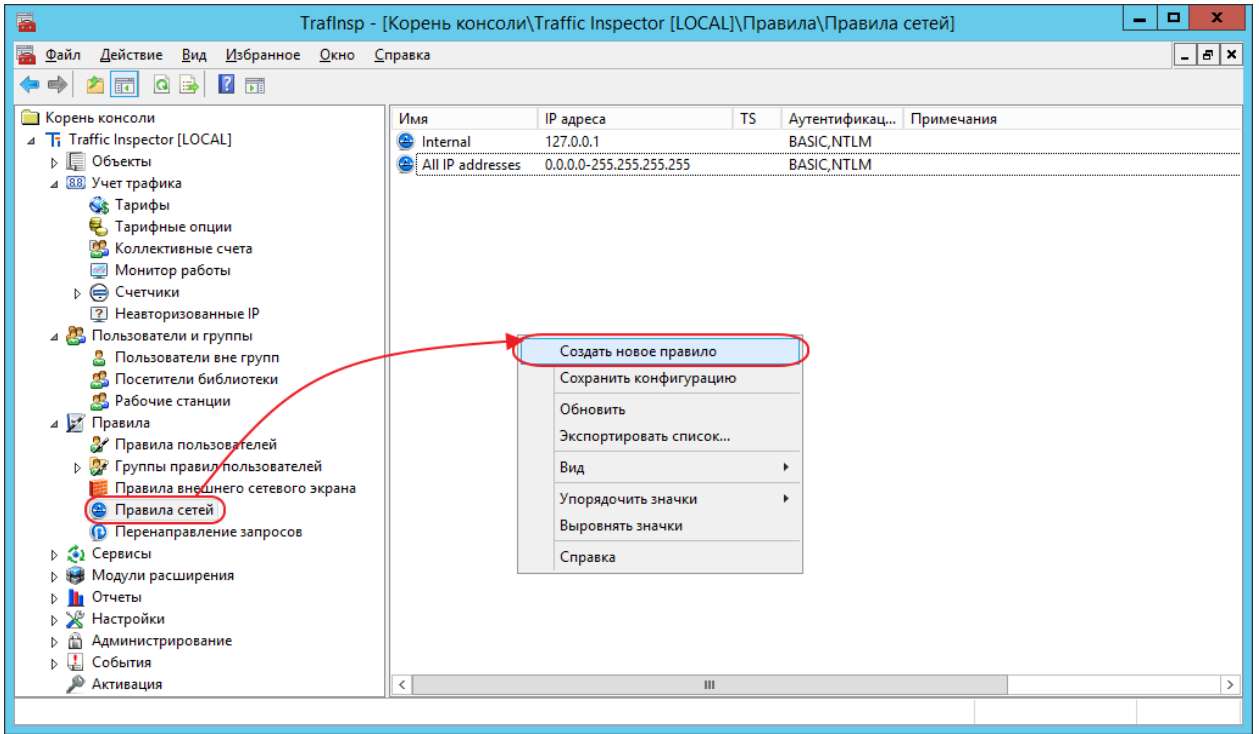 TrafInsp - [Корень консоли\Traffic Inspector [LOCAL]\Правила\Правила сетей]
Файл Действие Вид Избранное Окно Справка
Корень консоли
Traffic Inspector [LOCAL]
Объекты
88 Учет трафика
Тарифы
Тарифные опции
Коллективные счета
Монитор работы
Счетчики
Неавторизованные IP
Пользователи и группы
Пользователи вне групп
Посетители библиотеки
Рабочие станции
Правила
Правила пользователей
Группы правил пользователей
Правила внешнего сетевого экрана
Правила сетей
Перенаправление запросов
Сервисы
Модули расширения
Отчеты
Настройки
Администрирование
События
Активация
Имя IP адреса TS Аутентификац... Примечания
Internal 127.0.0.1 BASIC,NTLM
All IP addresses 0.0.0.0-255.255.255.255 BASIC,NTLM
Создать новое правило
Сохранить конфигурацию
Обновить
Экспортировать список...
Вид
Упорядочить значки
Выровнять значки
Справка